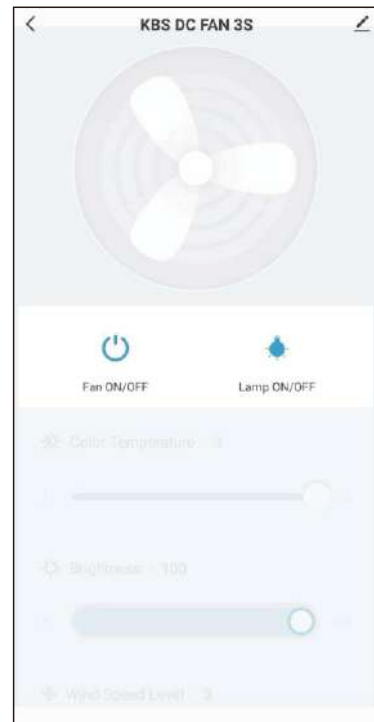 KBS DC FAN 3S
Fan ON/OFF Lamp ON/OFF
Color Temperature 3
Brightness 100
Wind Speed Level 3